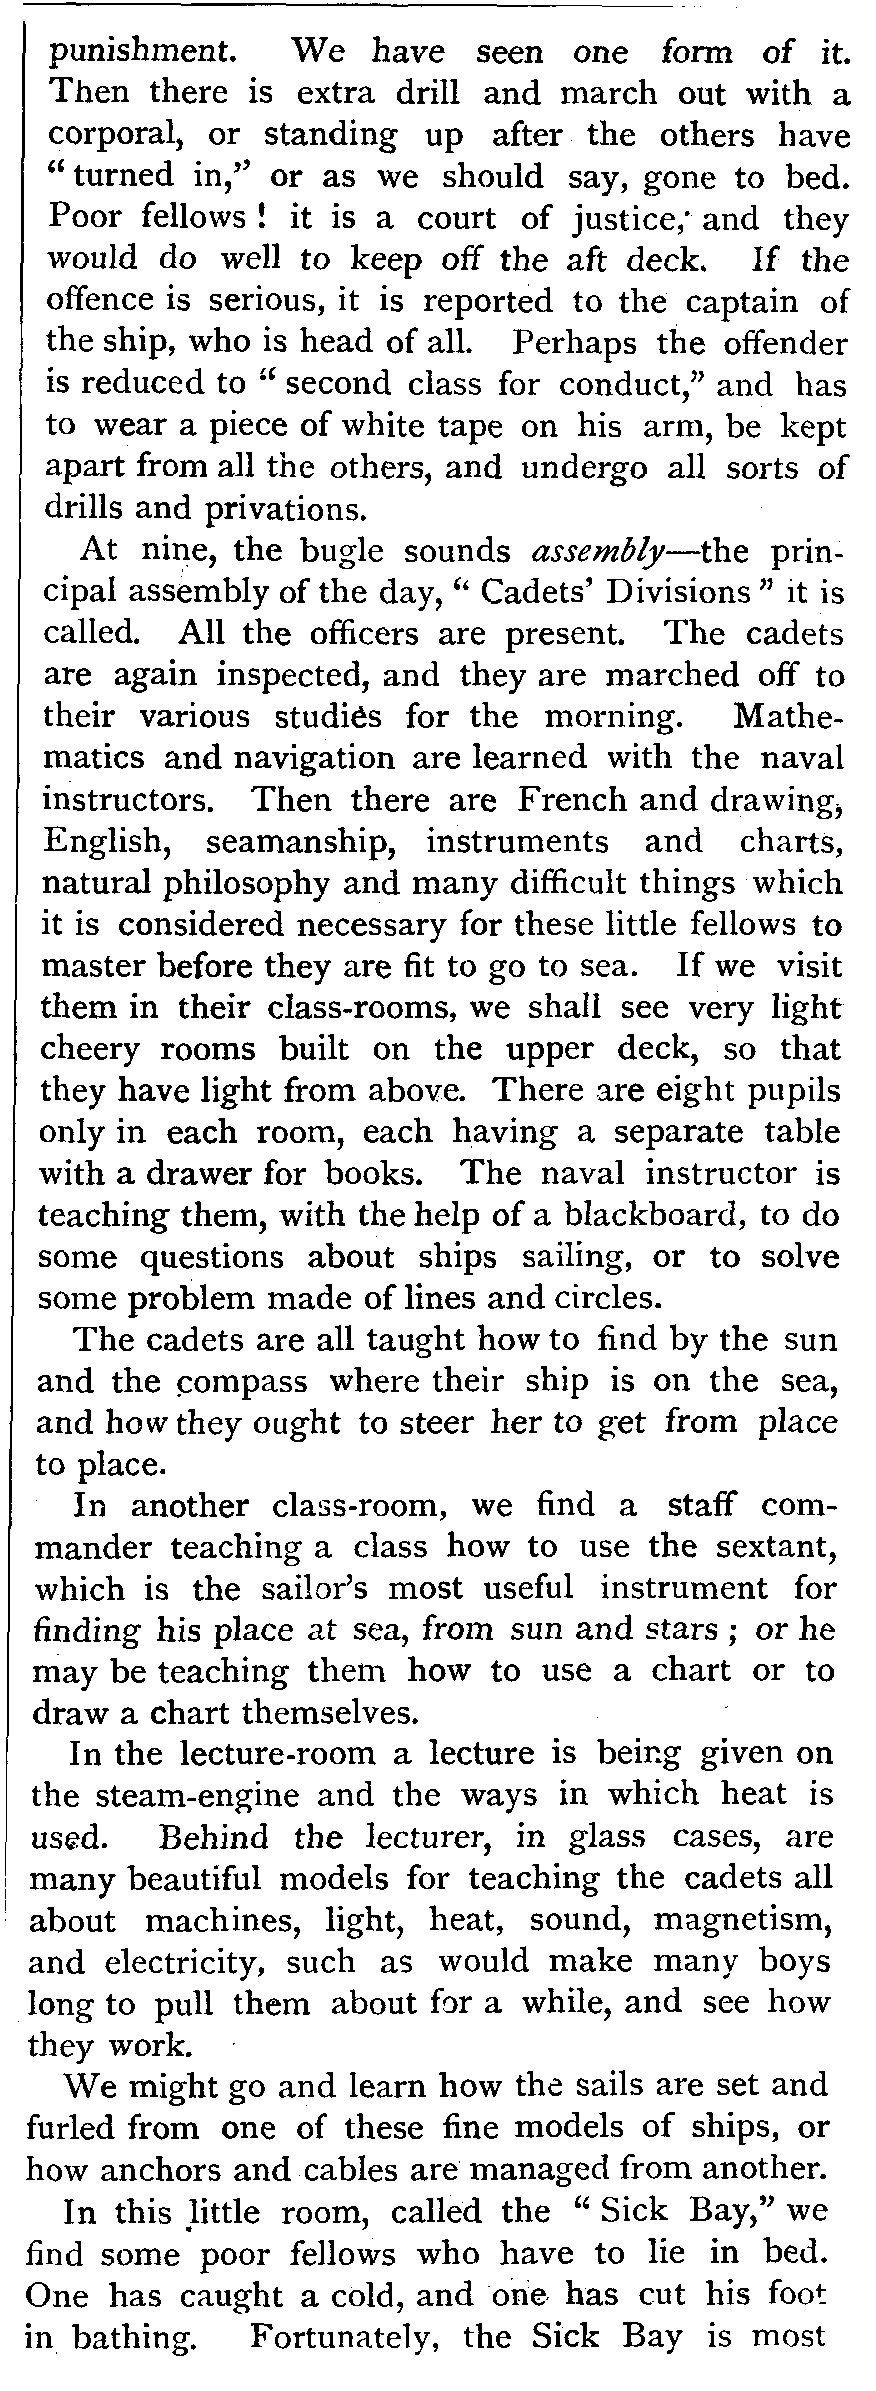 punishment. We have seen one form of it.
Then there is extra drill and march out with a
corporal, or standing up after the others have
“turned in,” or as we should say, gone to bed.
Poor fellows! it is a court of justice, and they
would do well to keep off the aft deck. If the
offence is serious, it is reported to the captain of
the ship, who is head of all. Perhaps the offender
is reduced to “second class for conduct,” and has
to wear a piece of white tape on his arm, be kept
apart from all the others, and undergo all sorts of
drills and privations.
At nine, the bugle sounds assembly—the prin-
cipal assembly of the day, “Cadets’ Divisions” it is
called. All the officers are present. The cadets
are again inspected, and they are marched off to
their various studies for the morning. Mathe-
matics and navigation are learned with the naval
instructors. Then there are French and drawing,
English, seamanship, instruments and charts,
natural philosophy and many difficult things which
it is considered necessary for these little fellows to
master before they are fit to go to sea. If we visit
them in their class-rooms, we shall see very light
cheery rooms built on the upper deck, so that
they have light from above. There are eight pupils
only in each room, each having a separate table
with a drawer for books. The naval instructor is
teaching them, with the help of a blackboard, to do
some questions about ships sailing, or to solve
some problem made of lines and circles.
The cadets are all taught how to find by the sun
and the compass where their ship is on the sea,
and how they ought to steer her to get from place
to place.
In another class-room, we find a staff com-
mander teaching a class how to use the sextant,
which is the sailor’s most useful instrument for
finding his place at sea, from sun and stars; or he
may be teaching them how to use a chart or to
draw a chart themselves.
In the lecture-room a lecture is being given on
the steam-engine and the ways in which heat is
used. Behind the lecturer, in glass cases, are
many beautiful models for teaching the cadets all
about machines, light, heat, sound, magnetism,
and electricity, such as would make many boys
long to pull them about for a while, and see how
they work.
We might go and learn how the sails are set and
furled from one of these fine models of ships, or
how anchors and cables are managed from another.
In this little room, called the “Sick Bay,” we
find some poor fellows who have to lie in bed.
One has caught a cold, and one has cut his foot
in bathing. Fortunately, the Sick Bay is most